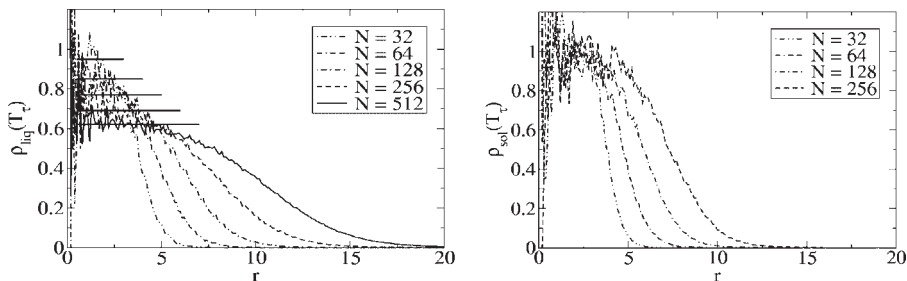 1
0.8
0.6
0.4
0.2
0
ρliq(Tτ)
N = 32
N = 64
N = 128
N = 256
N = 512
0
5
10
15
20
r
1
0.8
0.6
0.4
0.2
0
ρsol(Tτ)
N = 32
N = 64
N = 128
N = 256
0
5
10
15
20
r